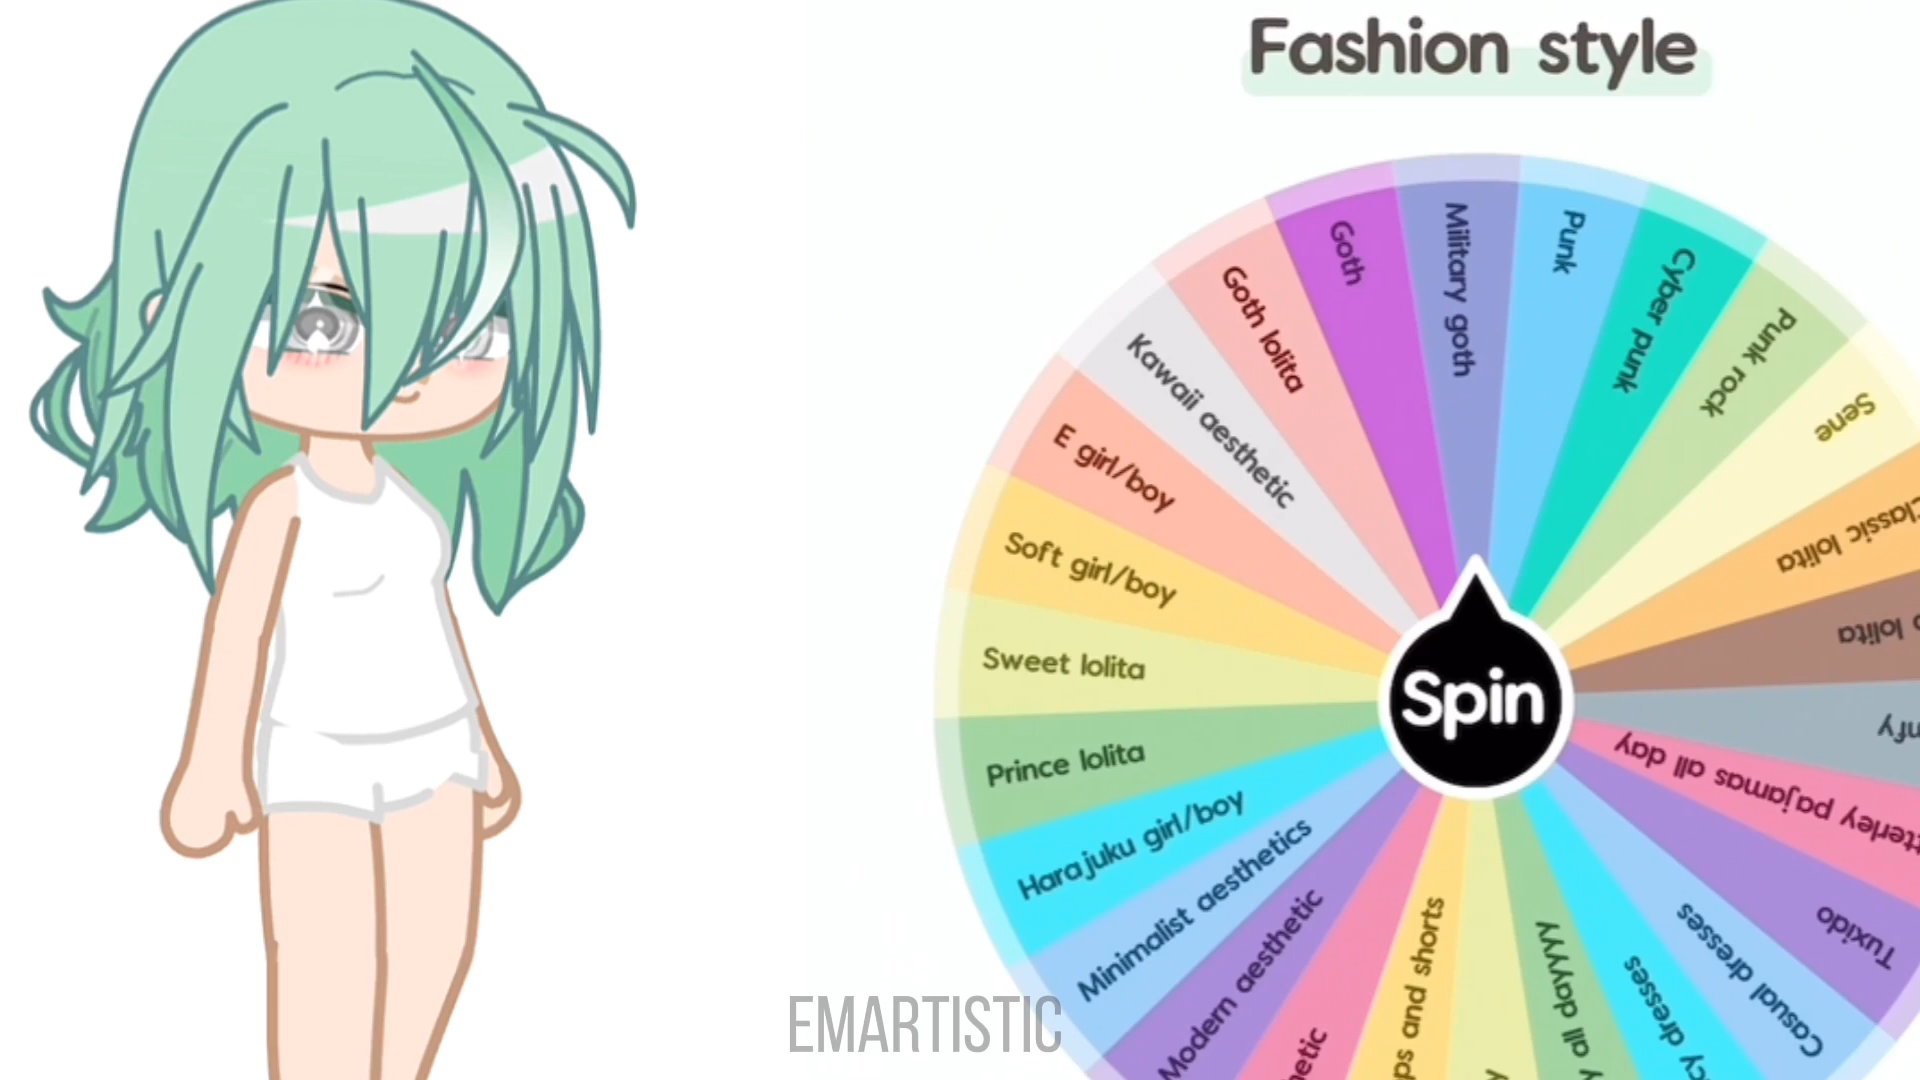 Fashion style
Goth
Military goth
Punk
Cyber punk
Punk rock
Sene
Classic lolita
lolita
Tuxido
Casual dresses
dresses
all dayyyy
and shorts
Modern aesthetic
Minimalist aesthetics
Harajuku girl/boy
Prince lolita
Sweet lolita
Soft girl/boy
E girl/boy
Kawaii aesthetic
Goth lolita
pajamas all day
Spin
EMARTISTIC